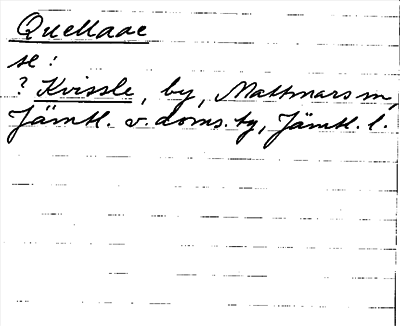 Quellaae
se:
? Kvissle, by, Mattmars sn,
Jämtl. v. doms. tg, Jämtl. l.